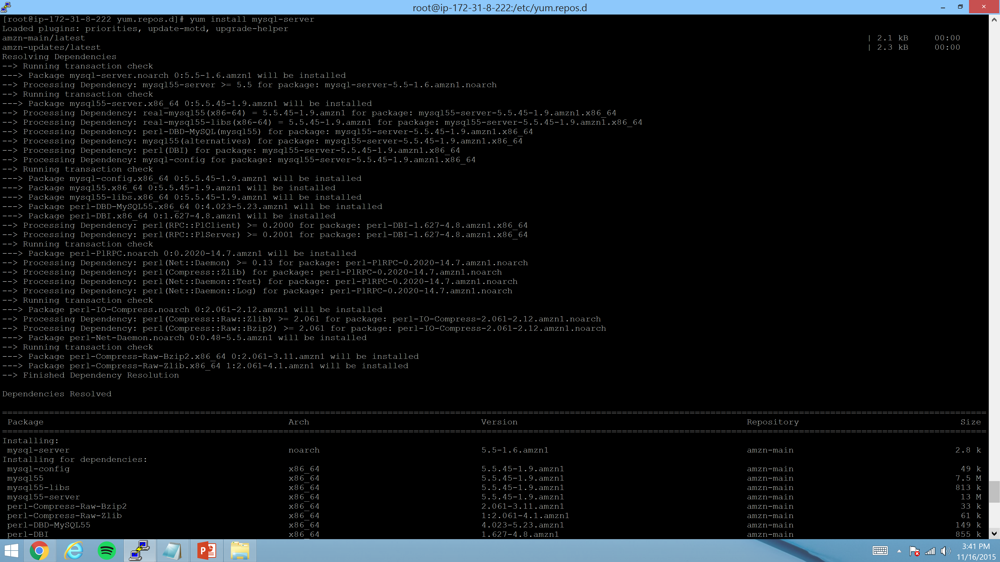 root@ip-172-31-8-222:/etc/yum.repos.d
[root@ip-172-31-8-222 yum.repos.d]# yum install mysql-server
Loaded plugins: priorities, update-motd, upgrade-helper
amzn-main/latest | 2.1 kB 00:00
amzn-updates/latest | 2.3 kB 00:00
Resolving Dependencies
--> Running transaction check
---> Package mysql-server.noarch 0:5.5-1.6.amzn1 will be installed
--> Processing Dependency: mysql55-server >= 5.5 for package: mysql-server-5.5-1.6.amzn1.noarch
--> Running transaction check
---> Package mysql55-server.x86_64 0:5.5.45-1.9.amzn1 will be installed
--> Processing Dependency: real-mysql55(x86-64) = 5.5.45-1.9.amzn1 for package: mysql55-server-5.5.45-1.9.amzn1.x86_64
--> Processing Dependency: real-mysql55-libs(x86-64) = 5.5.45-1.9.amzn1 for package: mysql55-server-5.5.45-1.9.amzn1.x86_64
--> Processing Dependency: perl-DBD-MySQL(mysql55) for package: mysql55-server-5.5.45-1.9.amzn1.x86_64
--> Processing Dependency: mysql55(alternatives) for package: mysql55-server-5.5.45-1.9.amzn1.x86_64
--> Processing Dependency: perl(DBI) for package: mysql55-server-5.5.45-1.9.amzn1.x86_64
--> Processing Dependency: mysql-config for package: mysql55-server-5.5.45-1.9.amzn1.x86_64
--> Running transaction check
---> Package mysql-config.x86_64 0:5.5.45-1.9.amzn1 will be installed
---> Package mysql55.x86_64 0:5.5.45-1.9.amzn1 will be installed
---> Package mysql55-libs.x86_64 0:5.5.45-1.9.amzn1 will be installed
---> Package perl-DBD-MySQL55.x86_64 0:4.023-5.23.amzn1 will be installed
---> Package perl-DBI.x86_64 0:1.627-4.8.amzn1 will be installed
--> Processing Dependency: perl(RPC::PlClient) >= 0.2000 for package: perl-DBI-1.627-4.8.amzn1.x86_64
--> Processing Dependency: perl(RPC::PlServer) >= 0.2001 for package: perl-DBI-1.627-4.8.amzn1.x86_64
--> Running transaction check
---> Package perl-PlRPC.noarch 0:0.2020-14.7.amzn1 will be installed
--> Processing Dependency: perl(Net::Daemon) >= 0.13 for package: perl-PlRPC-0.2020-14.7.amzn1.noarch
--> Processing Dependency: perl(Compress::Zlib) for package: perl-PlRPC-0.2020-14.7.amzn1.noarch
--> Processing Dependency: perl(Net::Daemon::Test) for package: perl-PlRPC-0.2020-14.7.amzn1.noarch
--> Processing Dependency: perl(Net::Daemon::Log) for package: perl-PlRPC-0.2020-14.7.amzn1.noarch
--> Running transaction check
---> Package perl-IO-Compress.noarch 0:2.061-2.12.amzn1 will be installed
--> Processing Dependency: perl(Compress::Raw::Zlib) >= 2.061 for package: perl-IO-Compress-2.061-2.12.amzn1.noarch
--> Processing Dependency: perl(Compress::Raw::Bzip2) >= 2.061 for package: perl-IO-Compress-2.061-2.12.amzn1.noarch
---> Package perl-Net-Daemon.noarch 0:0.48-5.5.amzn1 will be installed
--> Running transaction check
---> Package perl-Compress-Raw-Bzip2.x86_64 0:2.061-3.11.amzn1 will be installed
---> Package perl-Compress-Raw-Zlib.x86_64 1:2.061-4.1.amzn1 will be installed
--> Finished Dependency Resolution
Dependencies Resolved
Package Arch Version Repository Size
Installing:
mysql-server noarch 5.5-1.6.amzn1 amzn-main 2.8 k
Installing for dependencies:
mysql-config x86_64 5.5.45-1.9.amzn1 amzn-main 49 k
mysql55 x86_64 5.5.45-1.9.amzn1 amzn-main 7.5 M
mysql55-libs x86_64 5.5.45-1.9.amzn1 amzn-main 813 k
mysql55-server x86_64 5.5.45-1.9.amzn1 amzn-main 13 M
perl-Compress-Raw-Bzip2 x86_64 2.061-3.11.amzn1 amzn-main 33 k
perl-Compress-Raw-Zlib x86_64 1:2.061-4.1.amzn1 amzn-main 61 k
perl-DBD-MySQL55 x86_64 4.023-5.23.amzn1 amzn-main 149 k
perl-DBI x86_64 1.627-4.8.amzn1 amzn-main 855 k
3:41 PM
11/16/2015